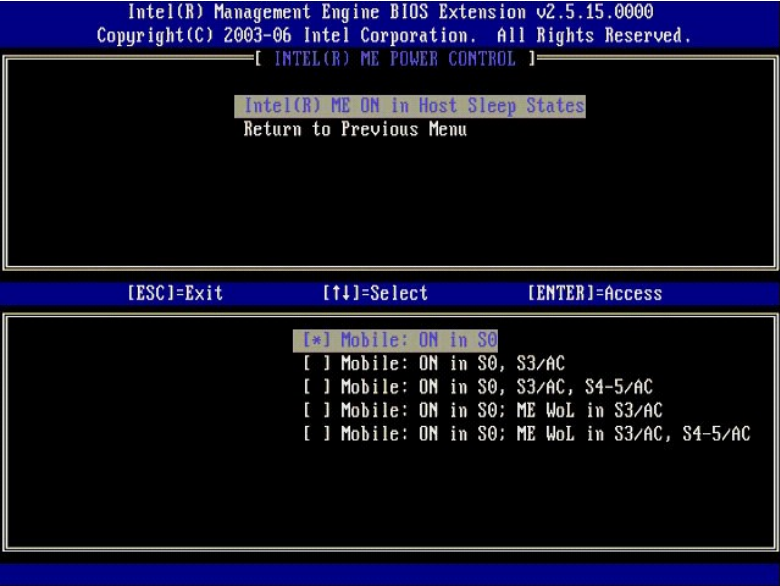 Intel(R) Management Engine BIOS Extension v2.5.15.0000
Copyright(C) 2003-06 Intel Corporation.  All Rights Reserved.
[ INTEL(R) ME POWER CONTROL ]
Intel(R) ME ON in Host Sleep States
Return to Previous Menu
[ESC]=Exit [↑↓]=Select [ENTER]=Access
[*] Mobile: ON in S0
[ ] Mobile: ON in S0, S3/AC
[ ] Mobile: ON in S0, S3/AC, S4-5/AC
[ ] Mobile: ON in S0; ME WoL in S3/AC
[ ] Mobile: ON in S0; ME WoL in S3/AC, S4-5/AC